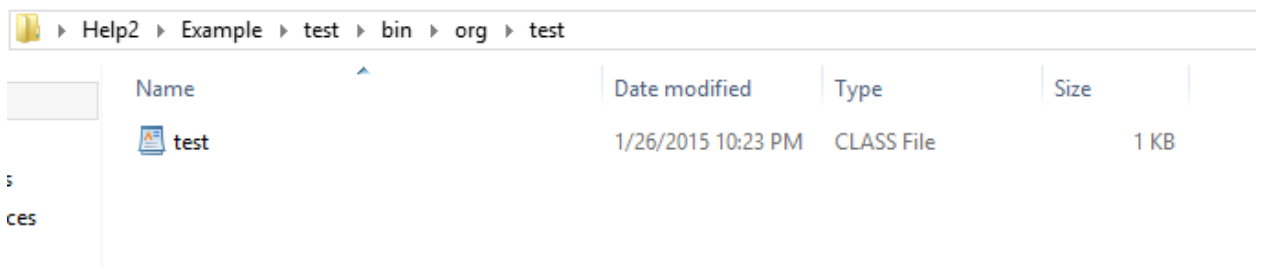 Help2 Example test bin org test
Name Date modified Type Size
test 1/26/2015 10:23 PM CLASS File 1 KB
s
ces